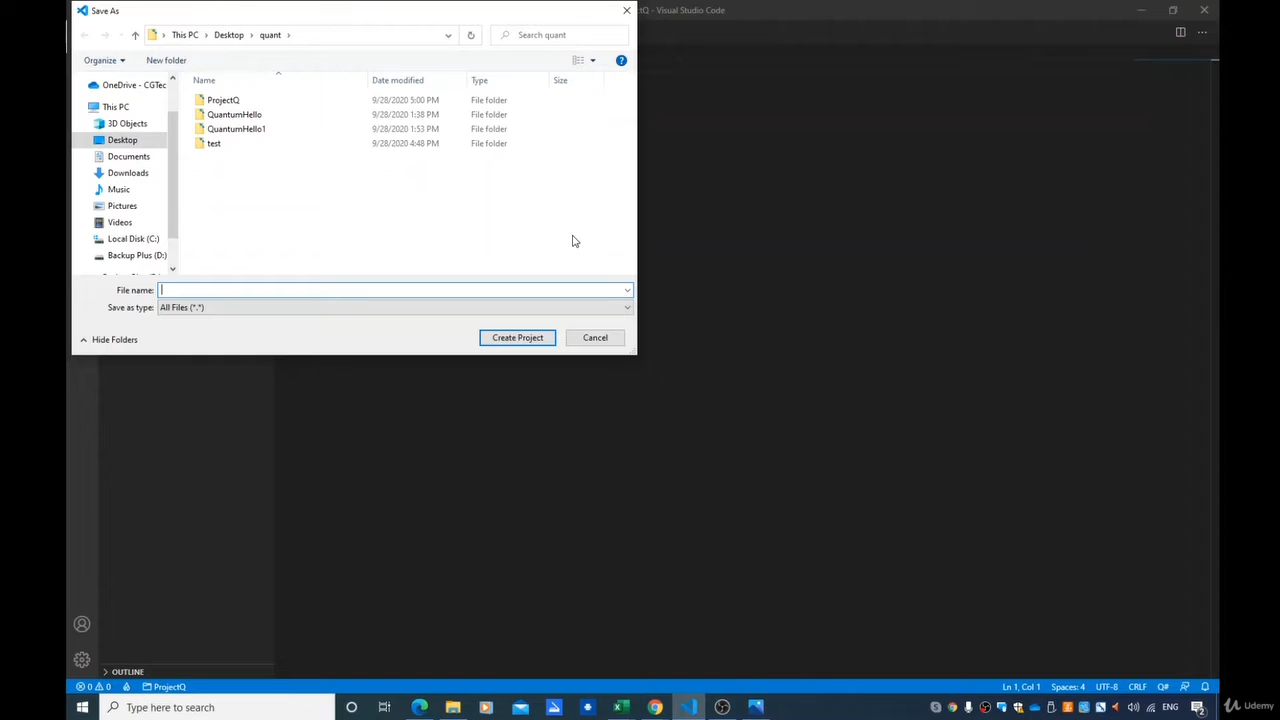 Save As
ProjectQ - Visual Studio Code
This PC > Desktop > quant >
Search quant
Organize
New folder
Name
Date modified
Type
Size
OneDrive - CGTec
This PC
3D Objects
Desktop
Documents
Downloads
Music
Pictures
Videos
Local Disk (C:)
Backup Plus (D:)
ProjectQ 9/28/2020 5:00 PM File folder
QuantumHello 9/28/2020 1:38 PM File folder
QuantumHello1 9/28/2020 1:53 PM File folder
test 9/28/2020 4:48 PM File folder
File name:
Save as type: All Files (*.*)
Hide Folders
Create Project
Cancel
OUTLINE
0 0 ProjectQ
Ln 1, Col 1 Spaces: 4 UTF-8 CRLF Q#
Type here to search
ENG
Udemy